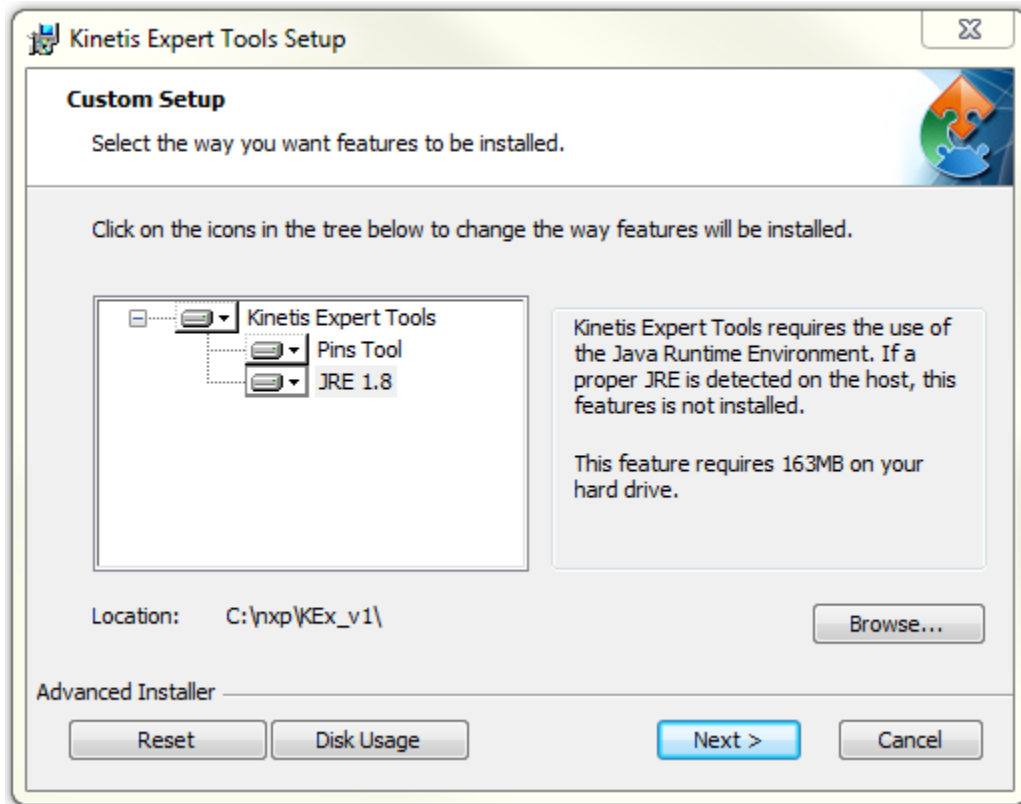 Kinetis Expert Tools Setup
Custom Setup
Select the way you want features to be installed.
Click on the icons in the tree below to change the way features will be installed.
Kinetis Expert Tools
Pins Tool
JRE 1.8
Kinetis Expert Tools requires the use of
the Java Runtime Environment. If a
proper JRE is detected on the host, this
features is not installed.
This feature requires 163MB on your
hard drive.
Location: C:\nxp\KEx_v1\
Browse...
Advanced Installer
Reset
Disk Usage
Next >
Cancel